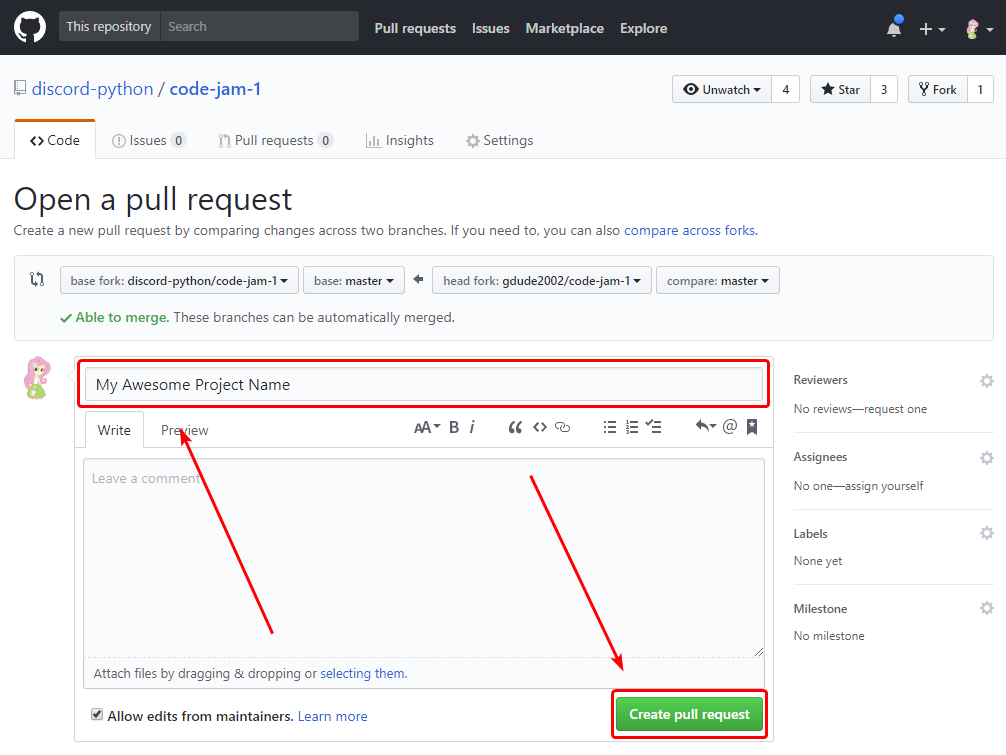 This repository Search Pull requests Issues Marketplace Explore
discord-python / code-jam-1 Unwatch 4 Star 3 Fork 1
Code Issues 0 Pull requests 0 Insights Settings
Open a pull request
Create a new pull request by comparing changes across two branches. If you need to, you can also compare across forks.
base fork: discord-python/code-jam-1 base: master head fork: gdude2002/code-jam-1 compare: master
Able to merge. These branches can be automatically merged.
My Awesome Project Name
Write Preview AA B i @
Leave a comment
Attach files by dragging & dropping or selecting them.
Allow edits from maintainers. Learn more
Create pull request
Reviewers
No reviews—request one
Assignees
No one—assign yourself
Labels
None yet
Milestone
No milestone